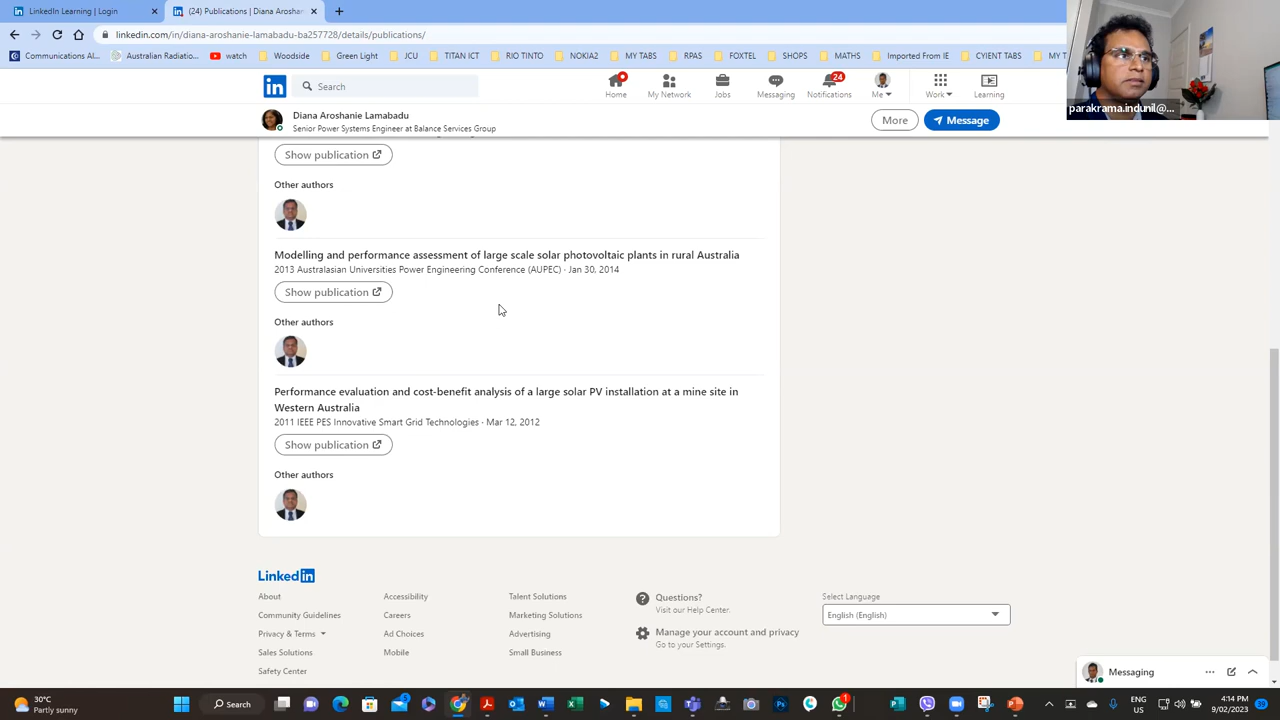 LinkedIn Learning | Login
(24) Publications | Diana Aroshan
linkedin.com/in/diana-aroshanie-lamabadu-ba257728/details/publications/
Communications Al...
Australian Radiatio...
watch
Woodside
Green Light
JCU
TITAN ICT
RIO TINTO
NOKIA2
MY TABS
RPAS
FOXTEL
SHOPS
MATHS
Imported From IE
CYIENT TABS
MY T
in
Search
Home
My Network
Jobs
Messaging
24
Notifications
Me
Work
Learning
parakrama.indunil@...
Diana Aroshanie Lamabadu
Senior Power Systems Engineer at Balance Services Group
More
Message
Show publication
Other authors
Modelling and performance assessment of large scale solar photovoltaic plants in rural Australia
2013 Australasian Universities Power Engineering Conference (AUPEC) · Jan 30, 2014
Show publication
Other authors
Performance evaluation and cost-benefit analysis of a large solar PV installation at a mine site in
Western Australia
2011 IEEE PES Innovative Smart Grid Technologies · Mar 12, 2012
Show publication
Other authors
LinkedIn
About
Accessibility
Talent Solutions
Community Guidelines
Careers
Marketing Solutions
Privacy & Terms
Ad Choices
Advertising
Sales Solutions
Mobile
Small Business
Safety Center
Questions?
Visit our Help Center.
Manage your account and privacy
Go to your Settings.
Select Language
English (English)
Messaging
30°C
Partly sunny
Search
1
ENG
US
4:14 PM
9/02/2023